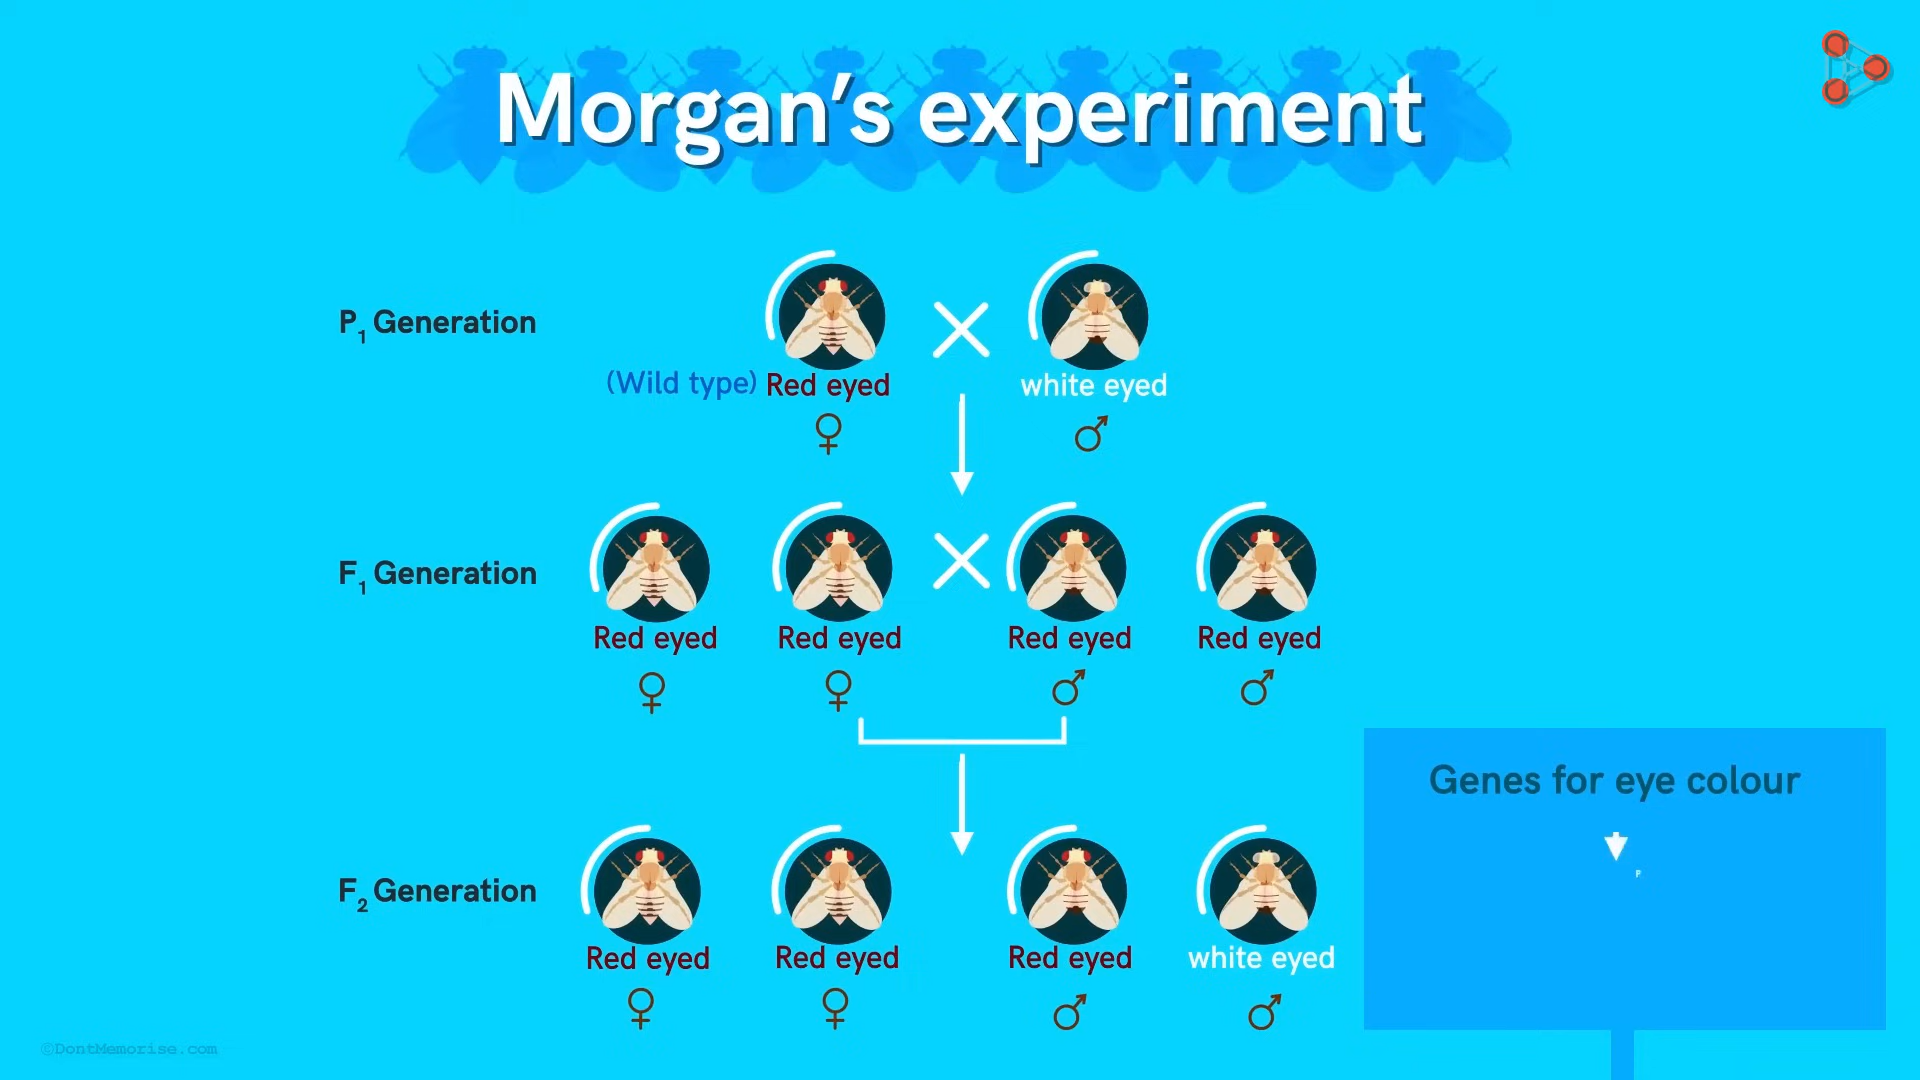 Morgan's experiment
P1 Generation
(Wild type) Red eyed
white eyed
♀ ♂
F1 Generation
Red eyed Red eyed Red eyed Red eyed
♀ ♀ ♂ ♂
Genes for eye colour
F2 Generation
Red eyed Red eyed Red eyed white eyed
♀ ♀ ♂ ♂
©DontMemorise.com